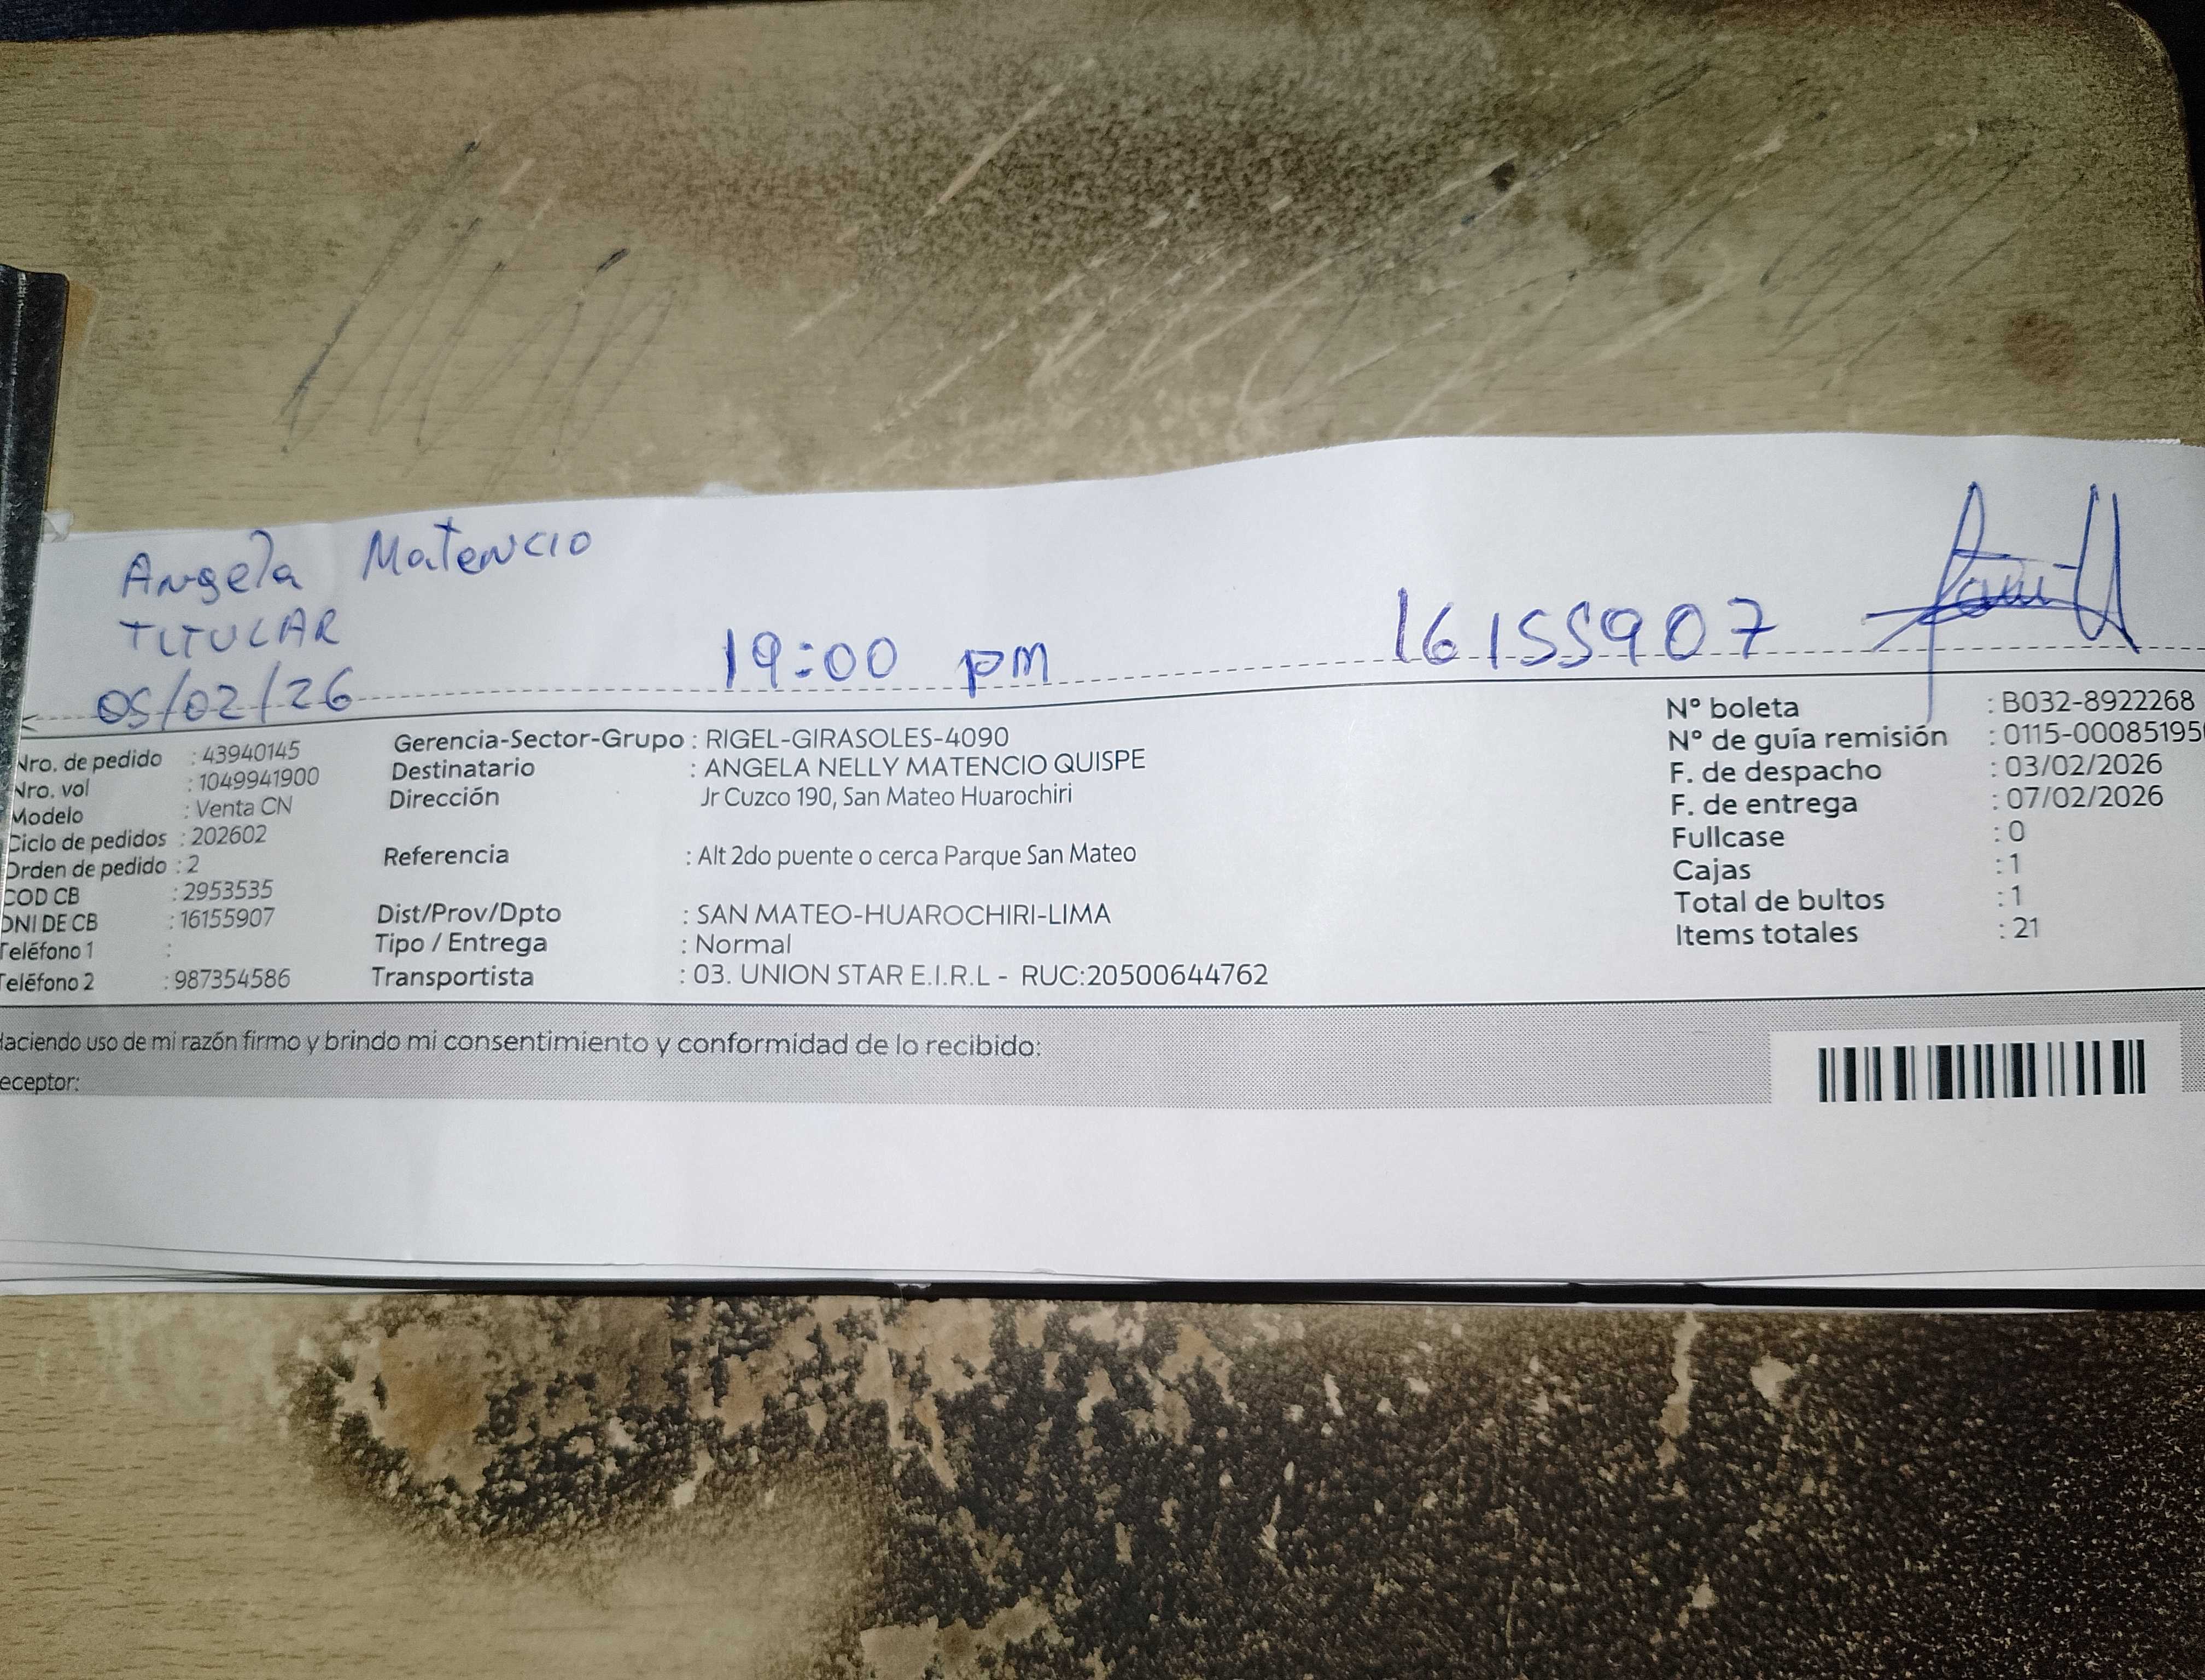 Angela Matencio
TITULAR
05/02/26 19:00 pm 16155907
Nro. de pedido : 43940145
Nro. vol : 1049941900
Modelo : Venta CN
Ciclo de pedidos : 202602
Orden de pedido : 2
COD CB : 2953535
DNI DE CB : 16155907
Teléfono 1 :
Teléfono 2 : 987354586
Gerencia-Sector-Grupo : RIGEL-GIRASOLES-4090
Destinatario : ANGELA NELLY MATENCIO QUISPE
Dirección Jr Cuzco 190, San Mateo Huarochiri
Referencia : Alt 2do puente o cerca Parque San Mateo
Dist/Prov/Dpto : SAN MATEO-HUAROCHIRI-LIMA
Tipo / Entrega : Normal
Transportista : 03. UNION STAR E.I.R.L - RUC:20500644762
N° boleta : B032-8922268
N° de guía remisión : 0115-00085195
F. de despacho : 03/02/2026
F. de entrega : 07/02/2026
Fullcase : 0
Cajas : 1
Total de bultos : 1
Items totales : 21
Haciendo uso de mi razón firmo y brindo mi consentimiento y conformidad de lo recibido:
eceptor: